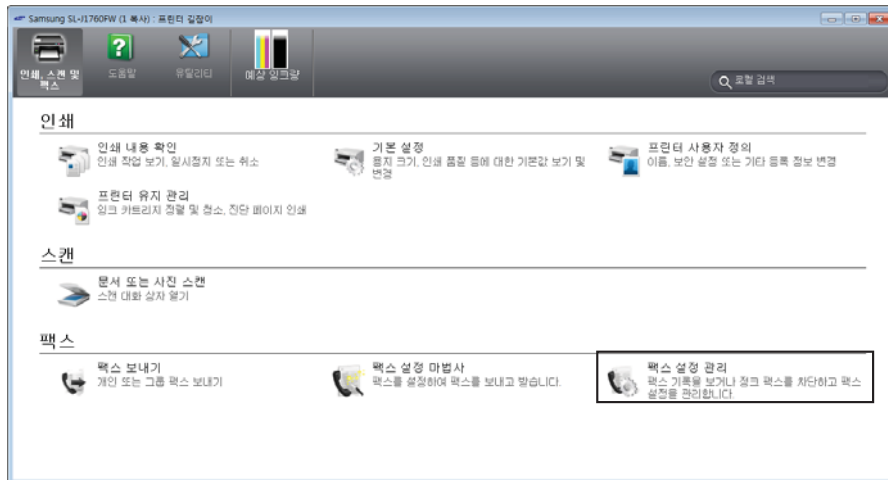 Samsung SL-J1760FW (1 복사) : 프린터 길잡이
인쇄, 스캔 및
팩스
도움말
유틸리티
예상 잉크량
로컬 검색
인쇄
인쇄 내용 확인
인쇄 작업 보기, 일시정지 또는 취소
기본 설정
용지 크기, 인쇄 품질 등에 대한 기본값 보기 및
변경
프린터 사용자 정의
이름, 보안 설정 또는 기타 등록 정보 변경
프린터 유지 관리
잉크 카트리지 정렬 및 청소, 진단 페이지 인쇄
스캔
문서 또는 사진 스캔
스캔 대화 상자 열기
팩스
팩스 보내기
개인 또는 그룹 팩스 보내기
팩스 설정 마법사
팩스를 설정하여 팩스를 보내고 받습니다.
팩스 설정 관리
팩스 기록을 보거나 정크 팩스를 차단하고 팩스
설정을 관리합니다.